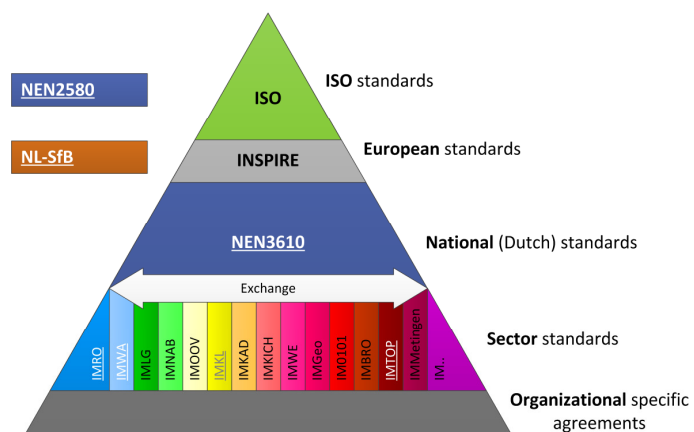 ISO standards
NEN2580
ISO
NL-SfB
European standards
INSPIRE
NEN3610
National (Dutch) standards
Exchange
IMRO
IMWA
IMLG
IMNAB
IMOOV
IMKL
IMKAD
IMKICH
IMWE
IMGeo
IM0101
IMBRO
IMTOP
IMMetingen
IM..
Sector standards
Organizational specific
agreements